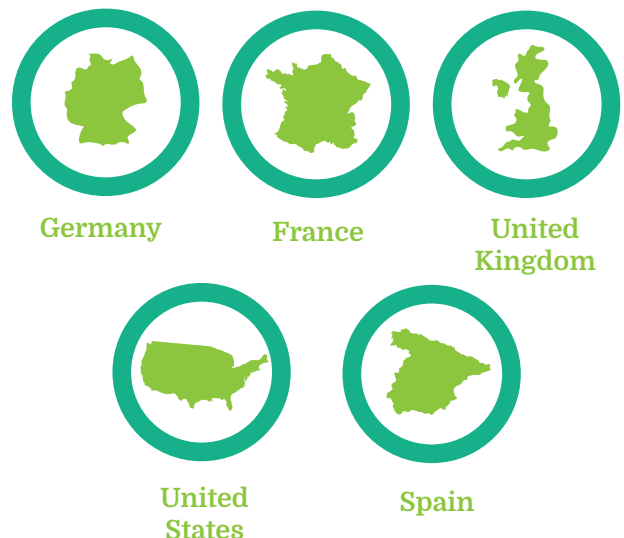 Germany
France
United
Kingdom
United
States
Spain